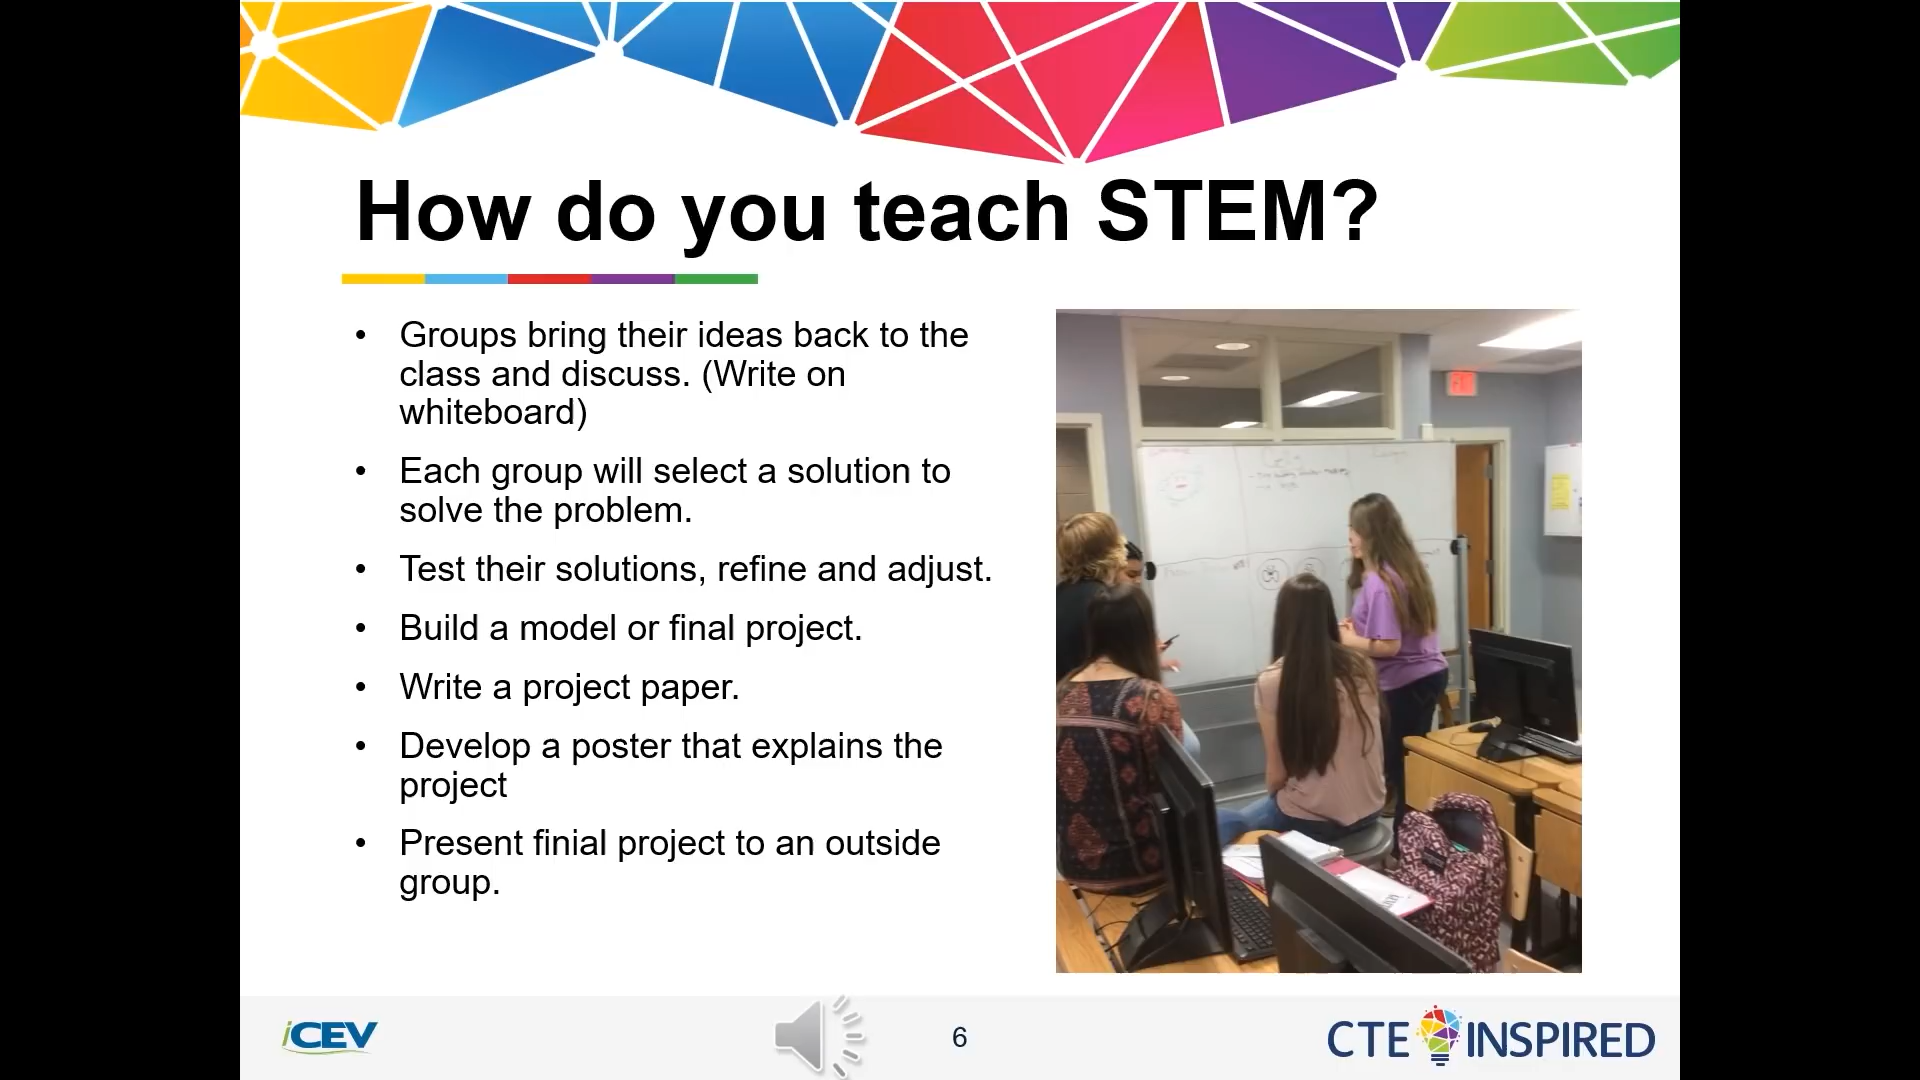 How do you teach STEM?
• Groups bring their ideas back to the
class and discuss. (Write on
whiteboard)
• Each group will select a solution to
solve the problem.
• Test their solutions, refine and adjust.
• Build a model or final project.
• Write a project paper.
• Develop a poster that explains the
project
• Present finial project to an outside
group.
iCEV
6
CTE INSPIRED